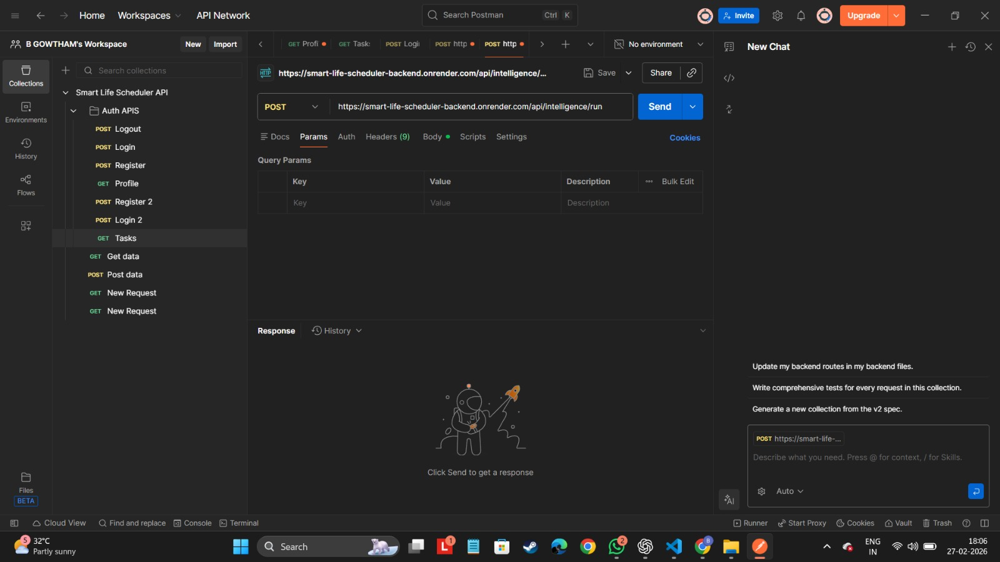 Home
Workspaces
API Network
Search Postman
Ctrl
K
Invite
Upgrade
B GOWTHAM's Workspace
New
Import
GET Profi
GET Task
POST Logi
POST http
POST http
No environment
New Chat
Collections
Environments
History
Flows
Files
BETA
Search collections
Smart Life Scheduler API
Auth APIS
POST Logout
POST Login
POST Register
GET Profile
POST Register 2
POST Login 2
GET Tasks
GET Get data
POST Post data
GET New Request
GET New Request
HTTP
https://smart-life-scheduler-backend.onrender.com/api/intelligence/...
Save
Share
POST
https://smart-life-scheduler-backend.onrender.com/api/intelligence/run
Send
Docs
Params
Auth
Headers (9)
Body
Scripts
Settings
Cookies
Query Params
Key
Value
Description
Bulk Edit
Key
Value
Description
Response
History
Click Send to get a response
Update my backend routes in my backend files.
Write comprehensive tests for every request in this collection.
Generate a new collection from the v2 spec.
POST https://smart-life-...
Describe what you need. Press @ for context, / for Skills.
Auto
AI
Cloud View
Find and replace
Console
Terminal
Runner
Start Proxy
Cookies
Vault
Trash
5
32°C
Partly sunny
Search
L
1
2
B
ENG
IN
18:06
27-02-2026